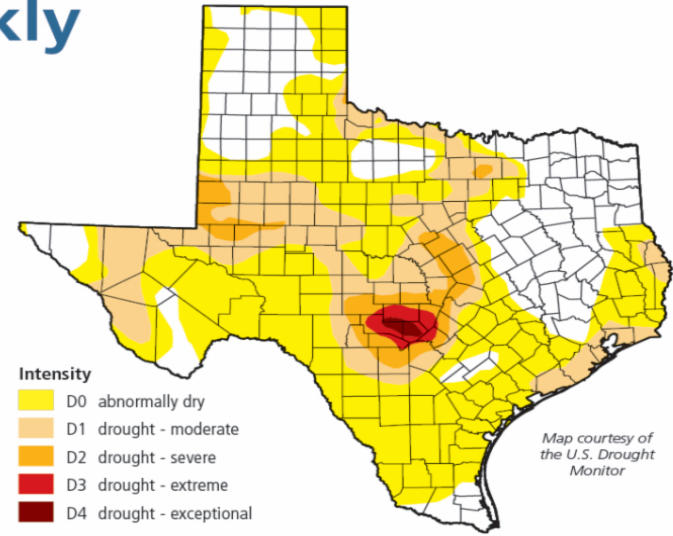 kly
Intensity
D0 abnormally dry
D1 drought - moderate
D2 drought - severe
D3 drought - extreme
D4 drought - exceptional
Map courtesy of
the U.S. Drought
Monitor